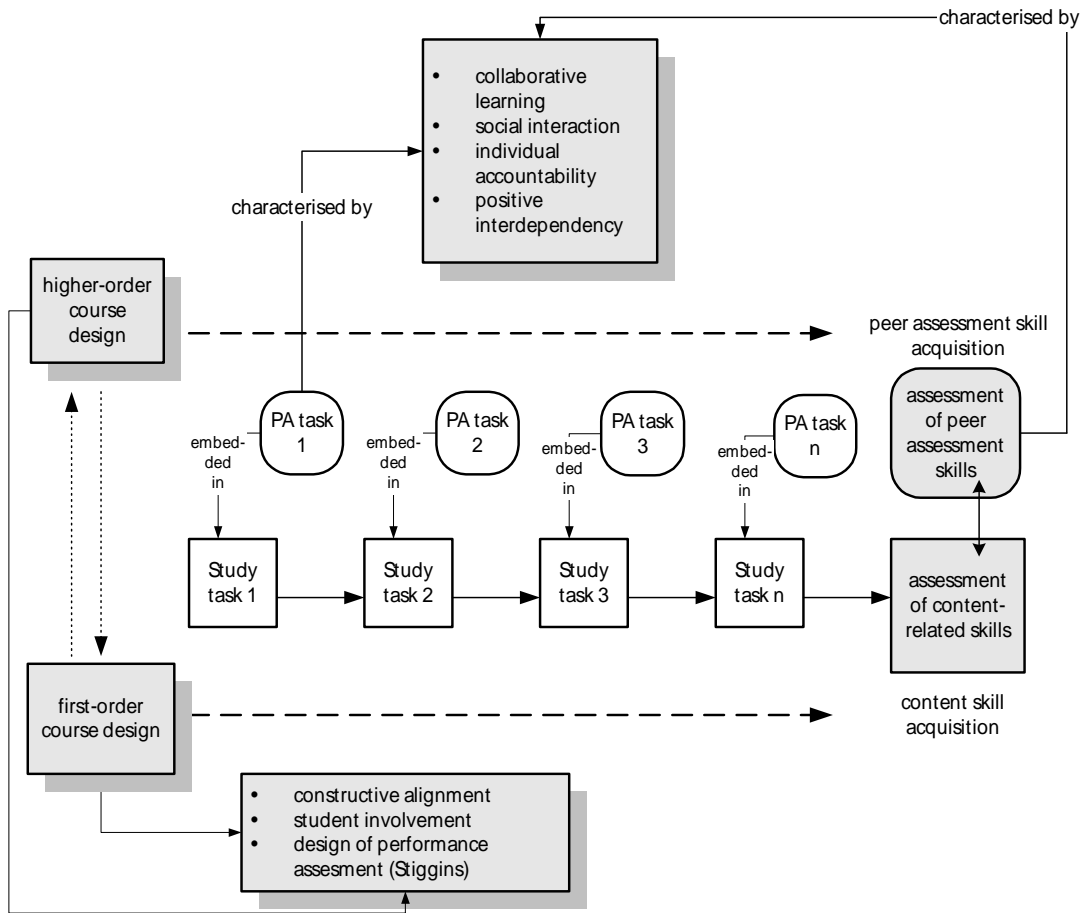 characterised by
• collaborative
learning
• social interaction
• individual
accountability
• positive
interdependency
characterised by
higher-order
course
design
peer assessment skill
acquisition
PA task
1
PA task
2
PA task
3
PA task
n
assessment
of peer
assessment
skills
embed-
ded
in
embed-
ded
in
embed-
ded
in
embed-
ded
in
Study
task 1
Study
task 2
Study
task 3
Study
task n
assessment
of content-
related skills
first-order
course design
content skill
acquisition
• constructive alignment
• student involvement
• design of performance
assesment (Stiggins)